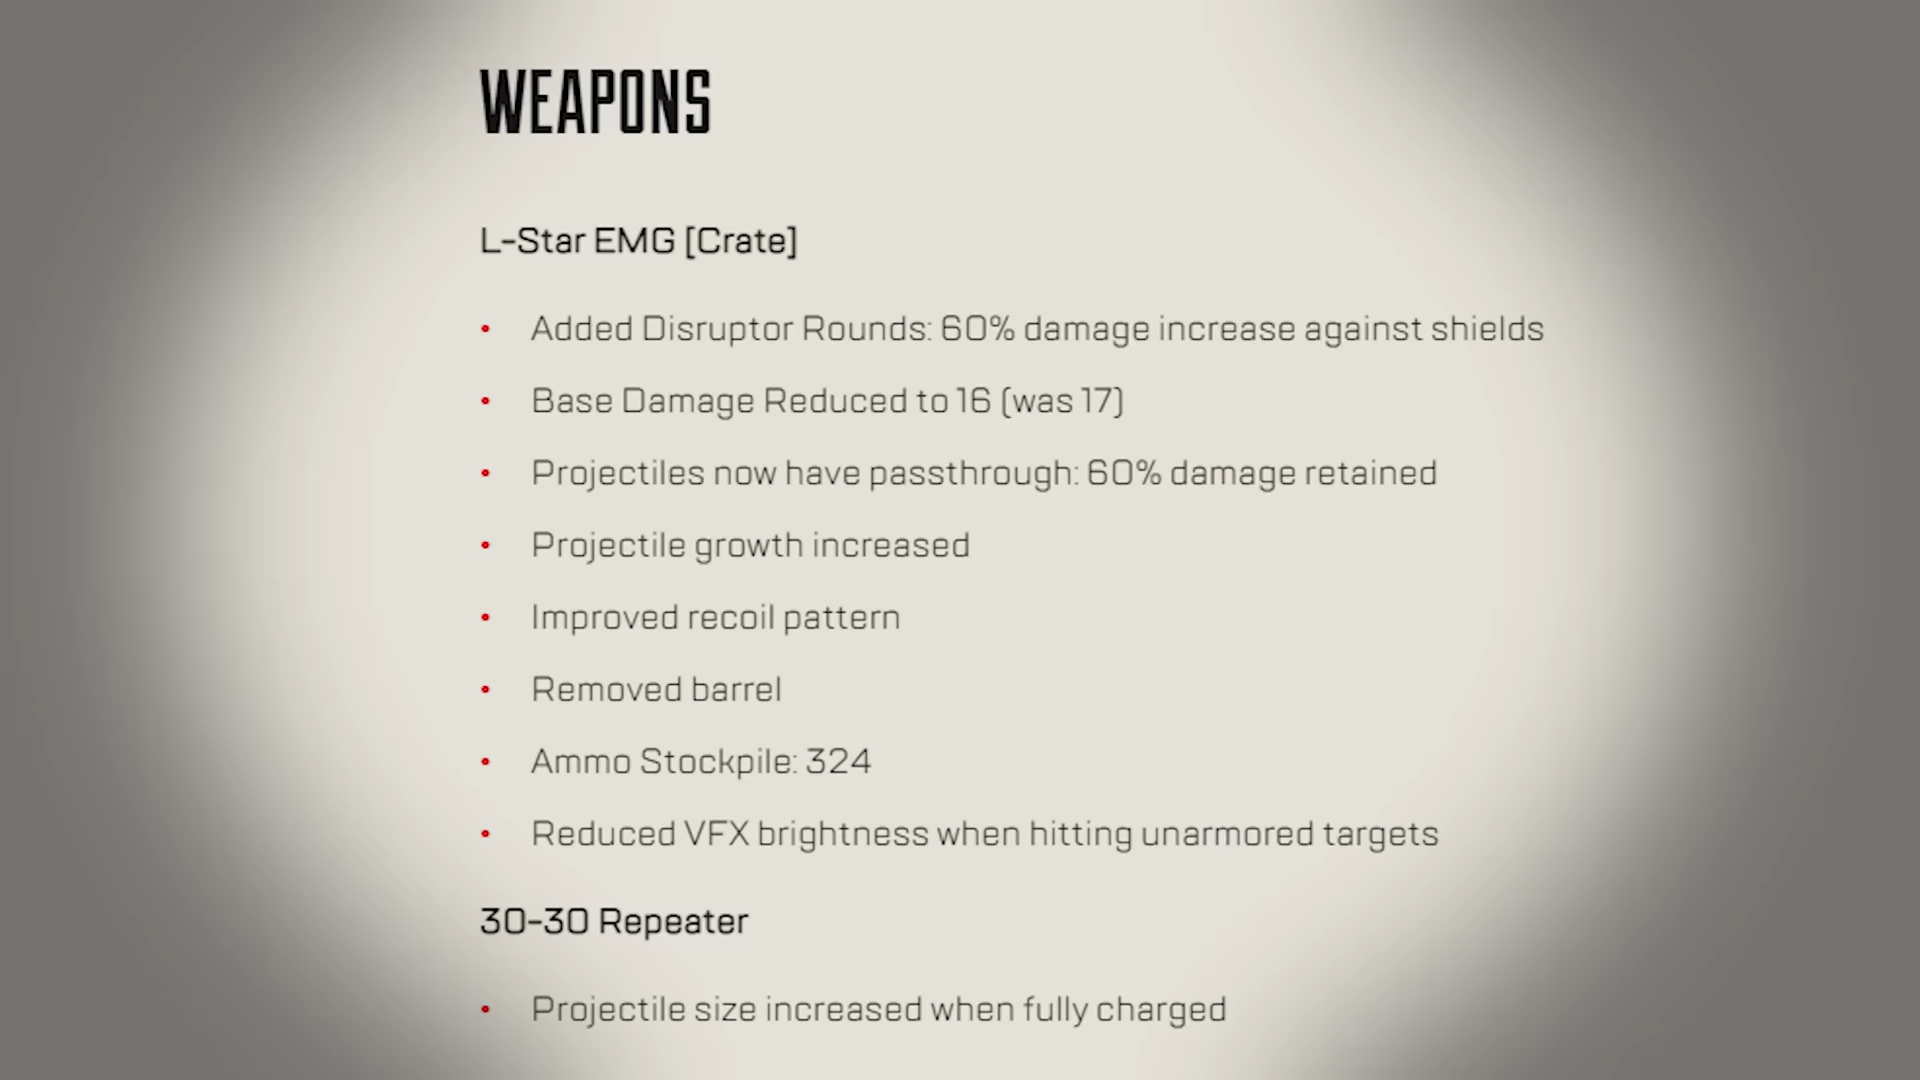 WEAPONS
L-Star EMG [Crate]
• Added Disruptor Rounds: 60% damage increase against shields
• Base Damage Reduced to 16 (was 17)
• Projectiles now have passthrough: 60% damage retained
• Projectile growth increased
• Improved recoil pattern
• Removed barrel
• Ammo Stockpile: 324
• Reduced VFX brightness when hitting unarmored targets
30-30 Repeater
• Projectile size increased when fully charged